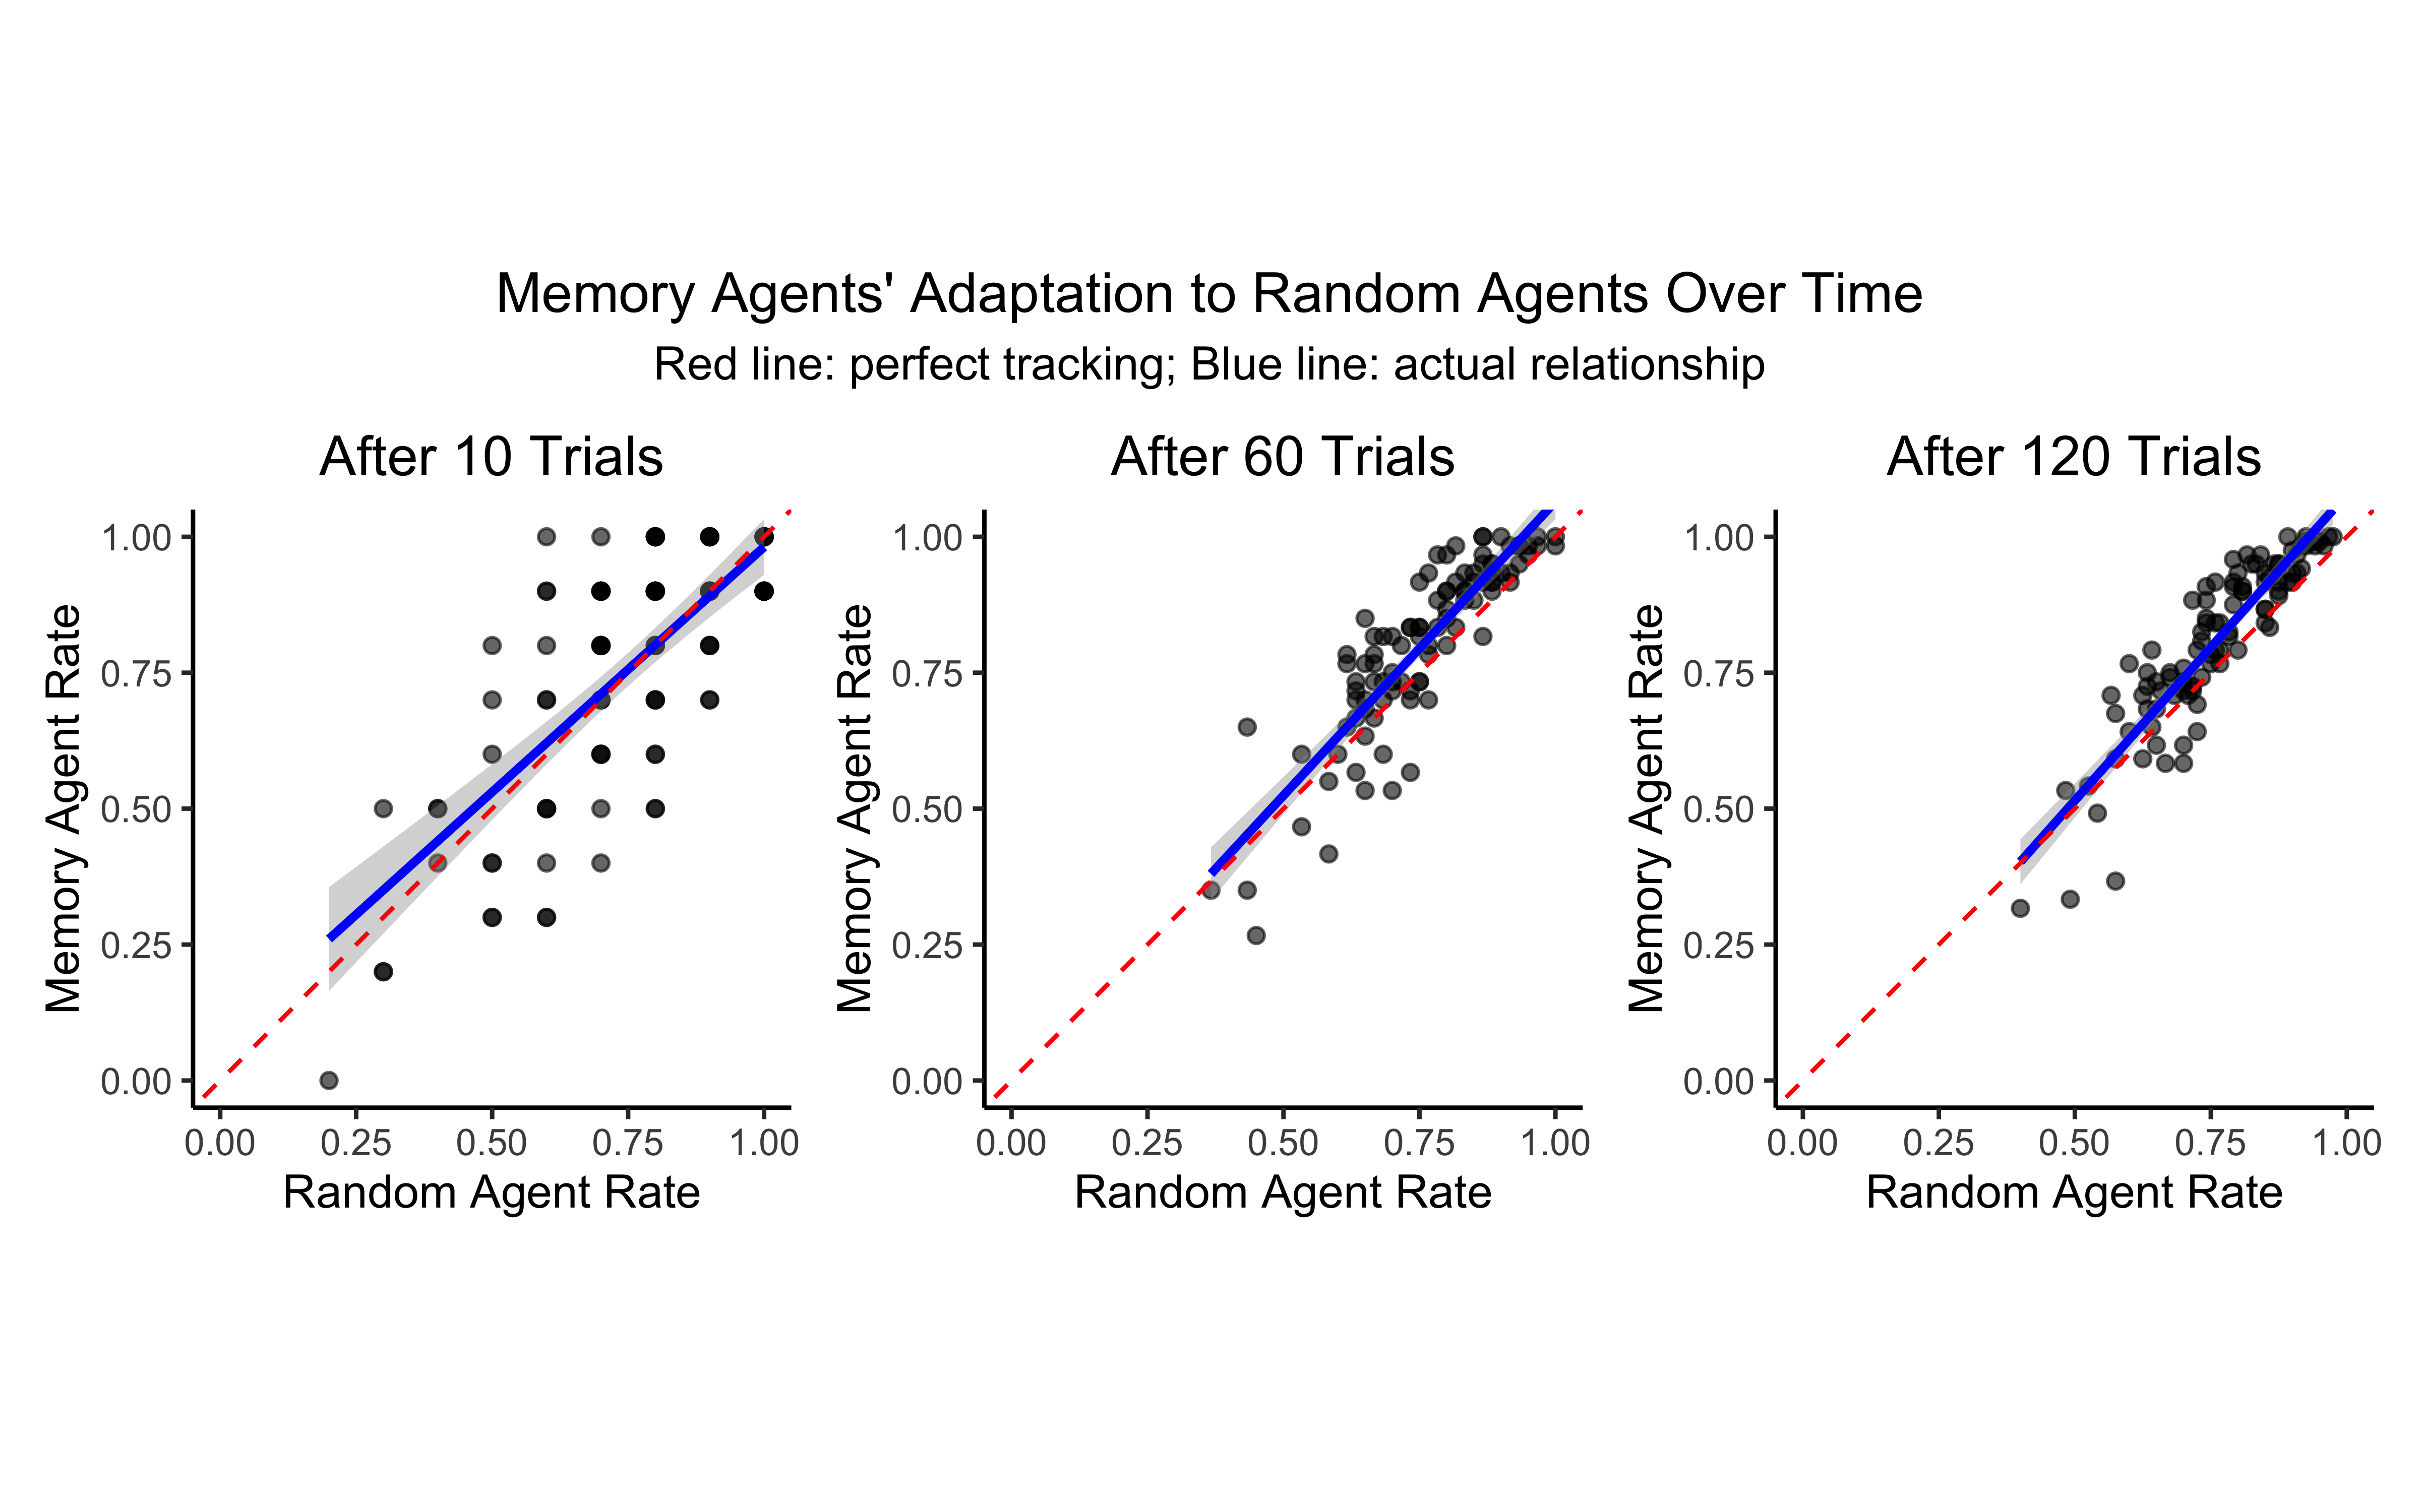 Memory Agents' Adaptation to Random Agents Over Time
Red line: perfect tracking; Blue line: actual relationship
After 10 Trials
Memory Agent Rate
1.00
0.75
0.50
0.25
0.00
0.00 0.25 0.50 0.75 1.00
Random Agent Rate
After 60 Trials
Memory Agent Rate
1.00
0.75
0.50
0.25
0.00
0.00 0.25 0.50 0.75 1.00
Random Agent Rate
After 120 Trials
Memory Agent Rate
1.00
0.75
0.50
0.25
0.00
0.00 0.25 0.50 0.75 1.00
Random Agent Rate